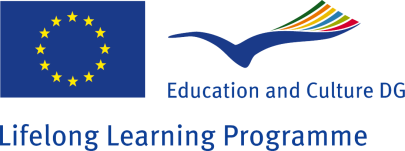 Education and Culture DG
Lifelong Learning Programme